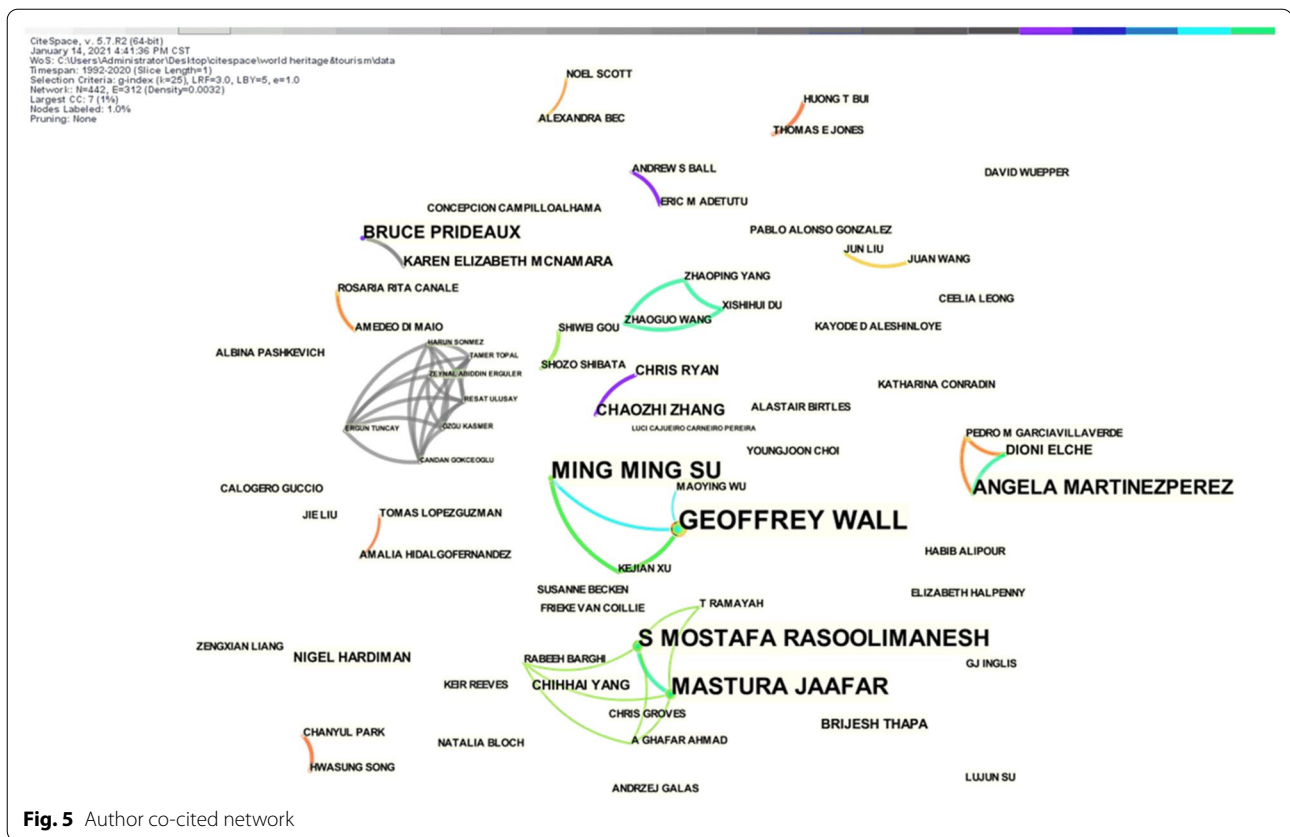 CiteSpace, v. 5.7.R2 (64-bit)
January 14, 2021 4:41:36 PM CST
WoS: C:\Users\Administrator\Desktop\citespace\world heritage&tourism\data
Timespan: 1992-2020 (Slice Length=1)
Selection Criteria: g-index (k=25), LRF=3.0, LBY=5, e=1.0
Network: N=442, E=312 (Density=0.0032)
Largest CC: 7 (1%)
Nodes Labeled: 1.0%
Pruning: None
NOEL SCOTT
ALEXANDRA BEC
HUONG T BUI
THOMAS E JONES
ANDREW S BALL
DAVID WUEPPER
ERIC M ADETUTU
CONCEPCION CAMPILLOALHAMA
BRUCE PRIDEAUX
PABLO ALONSO GONZALEZ
JUN LIU
JUAN WANG
KAREN ELIZABETH MCNAMARA
ZHAOPING YANG
ROSARIA RITA CANALE
XISHIHUI DU
CEELIA LEONG
ZHAOGUO WANG
AMEDEO DI MAIO
SHIWEI GOU
KAYODE D ALESHINLOYE
HARUN SONMEZ
ALBINA PASHKEVICH
TAMER TOPAL
SHOZO SHIBATA
CHRIS RYAN
ZEYNAL ABIDDIN ERGULER
KATHARINA CONRADIN
RESAT ULUSAY
CHAOZHI ZHANG
ALASTAIR BIRTLES
ERGUN TUNCAY
OZGU KASMER
LUCI CAJUEIRO CARNEIRO PEREIRA
PEDRO M GARCIAVILLAVERDE
YOUNGJOON CHOI
DIONI ELCHE
CANDAN GOKCEOGLU
MING MING SU
MAOYING WU
ANGELA MARTINEZPEREZ
CALOGERO GUCCIO
JIE LIU
TOMAS LOPEZGUZMAN
GEOFFREY WALL
AMALIA HIDALGOFERNANDEZ
HABIB ALIPOUR
KEJIAN XU
SUSANNE BECKEN
ELIZABETH HALPENNY
FRIEKE VAN COILLIE
T RAMAYAH
S MOSTAFA RASOOLIMANESH
ZENGXIAN LIANG
NIGEL HARDIMAN
RABEEH BARGHI
GJ INGLIS
KEIR REEVES
CHIHHAI YANG
MASTURA JAAFAR
CHRIS GROVES
BRIJESH THAPA
CHANYUL PARK
NATALIA BLOCH
A GHAFAR AHMAD
HWASUNG SONG
LUJUN SU
ANDRZEJ GALAS
Fig. 5 Author co-cited network